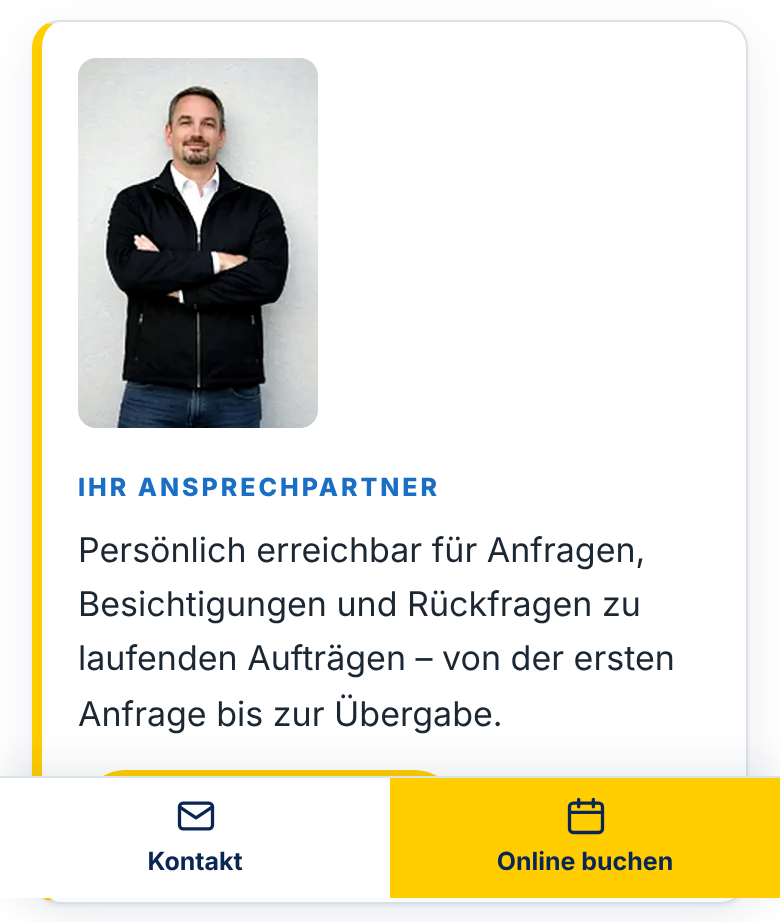 IHR ANSPRECHPARTNER
Persönlich erreichbar für Anfragen,
Besichtigungen und Rückfragen zu
laufenden Aufträgen – von der ersten
Anfrage bis zur Übergabe.
Kontakt
Online buchen